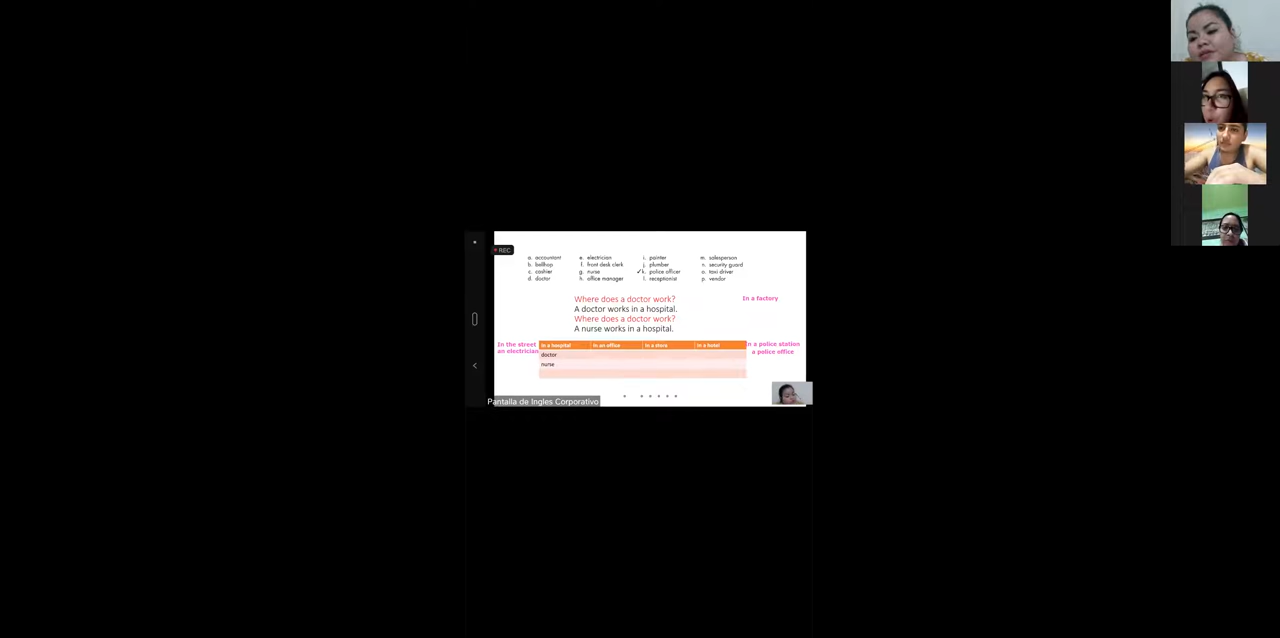 REC
a. accountant e. electrician i. painter m. salesperson
b. bellhop f. front desk clerk j. plumber n. security guard
c. cashier g. nurse ✓k. police officer o. taxi driver
d. doctor h. office manager l. receptionist p. vendor
Where does a doctor work?
In a factory
A doctor works in a hospital.
Where does a doctor work?
A nurse works in a hospital.
In the street
an electrician
In a hospital In an office In a store In a hotel
doctor
nurse
In a police station
a police office
Pantalla de Ingles Corporativo